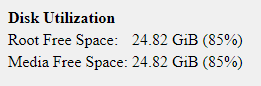 Disk Utilization
Root Free Space: 24.82 GiB (85%)
Media Free Space: 24.82 GiB (85%)